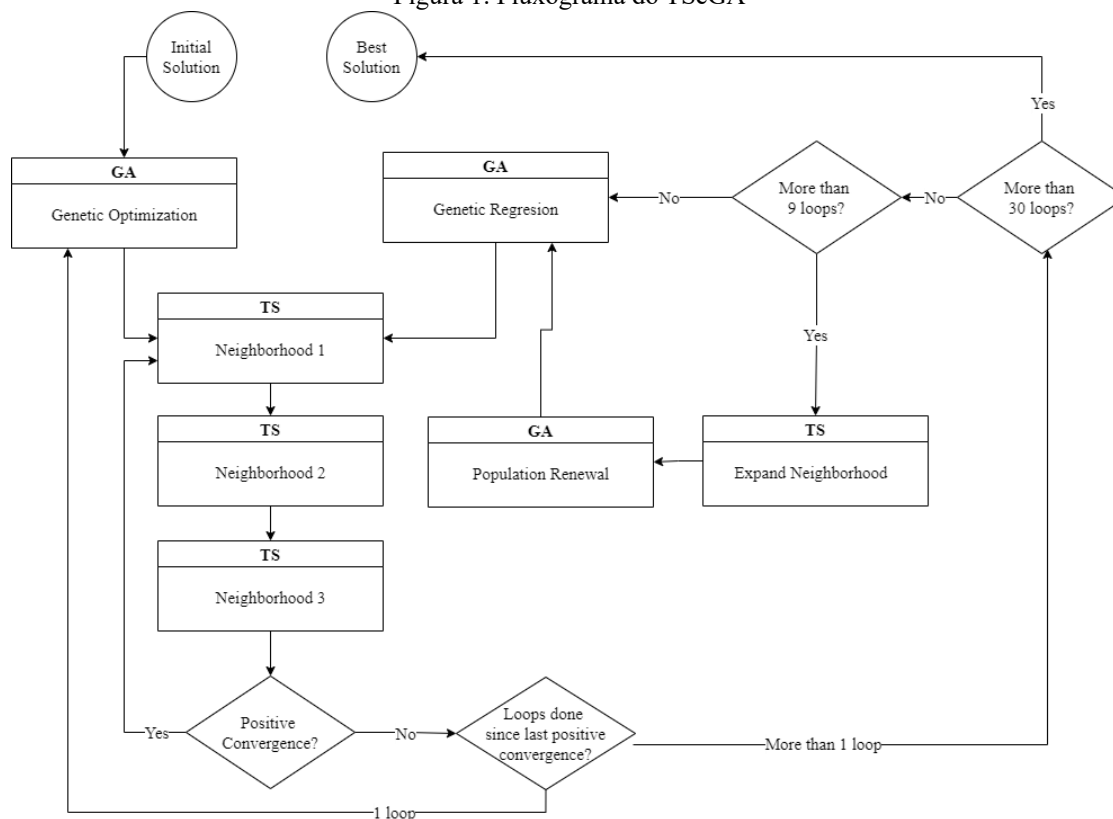 Figura 1: Fluxograma do TSeGA
Initial
Solution
Best
Solution
Yes
GA
Genetic Optimization
GA
Genetic Regresion
No
More than
9 loops?
No
More than
30 loops?
TS
Neighborhood 1
Yes
TS
Neighborhood 2
GA
Population Renewal
TS
Expand Neighborhood
TS
Neighborhood 3
Yes
Positive
Convergence?
No
Loops done
since last positive
convergence?
More than 1 loop
1 loop